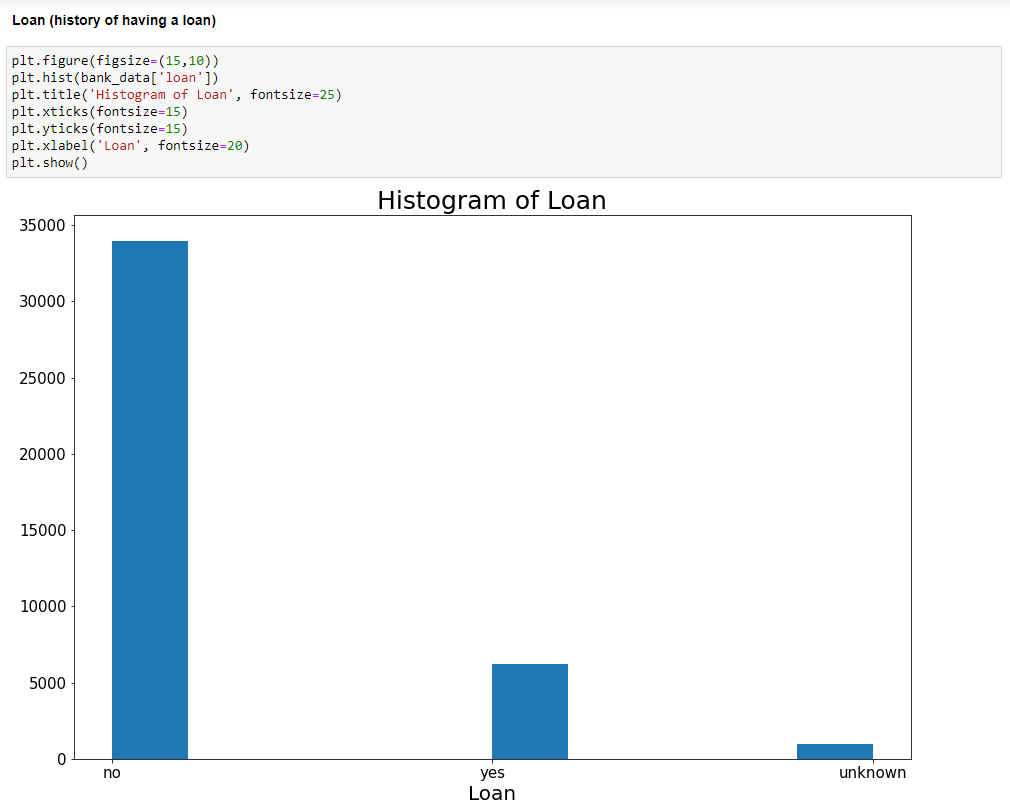 Loan (history of having a loan)
plt.figure(figsize=(15,10))
plt.hist(bank_data['loan'])
plt.title('Histogram of Loan', fontsize=25)
plt.xticks(fontsize=15)
plt.yticks(fontsize=15)
plt.xlabel('Loan', fontsize=20)
plt.show()
Histogram of Loan
35000
30000
25000
20000
15000
10000
5000
0
no yes unknown
Loan